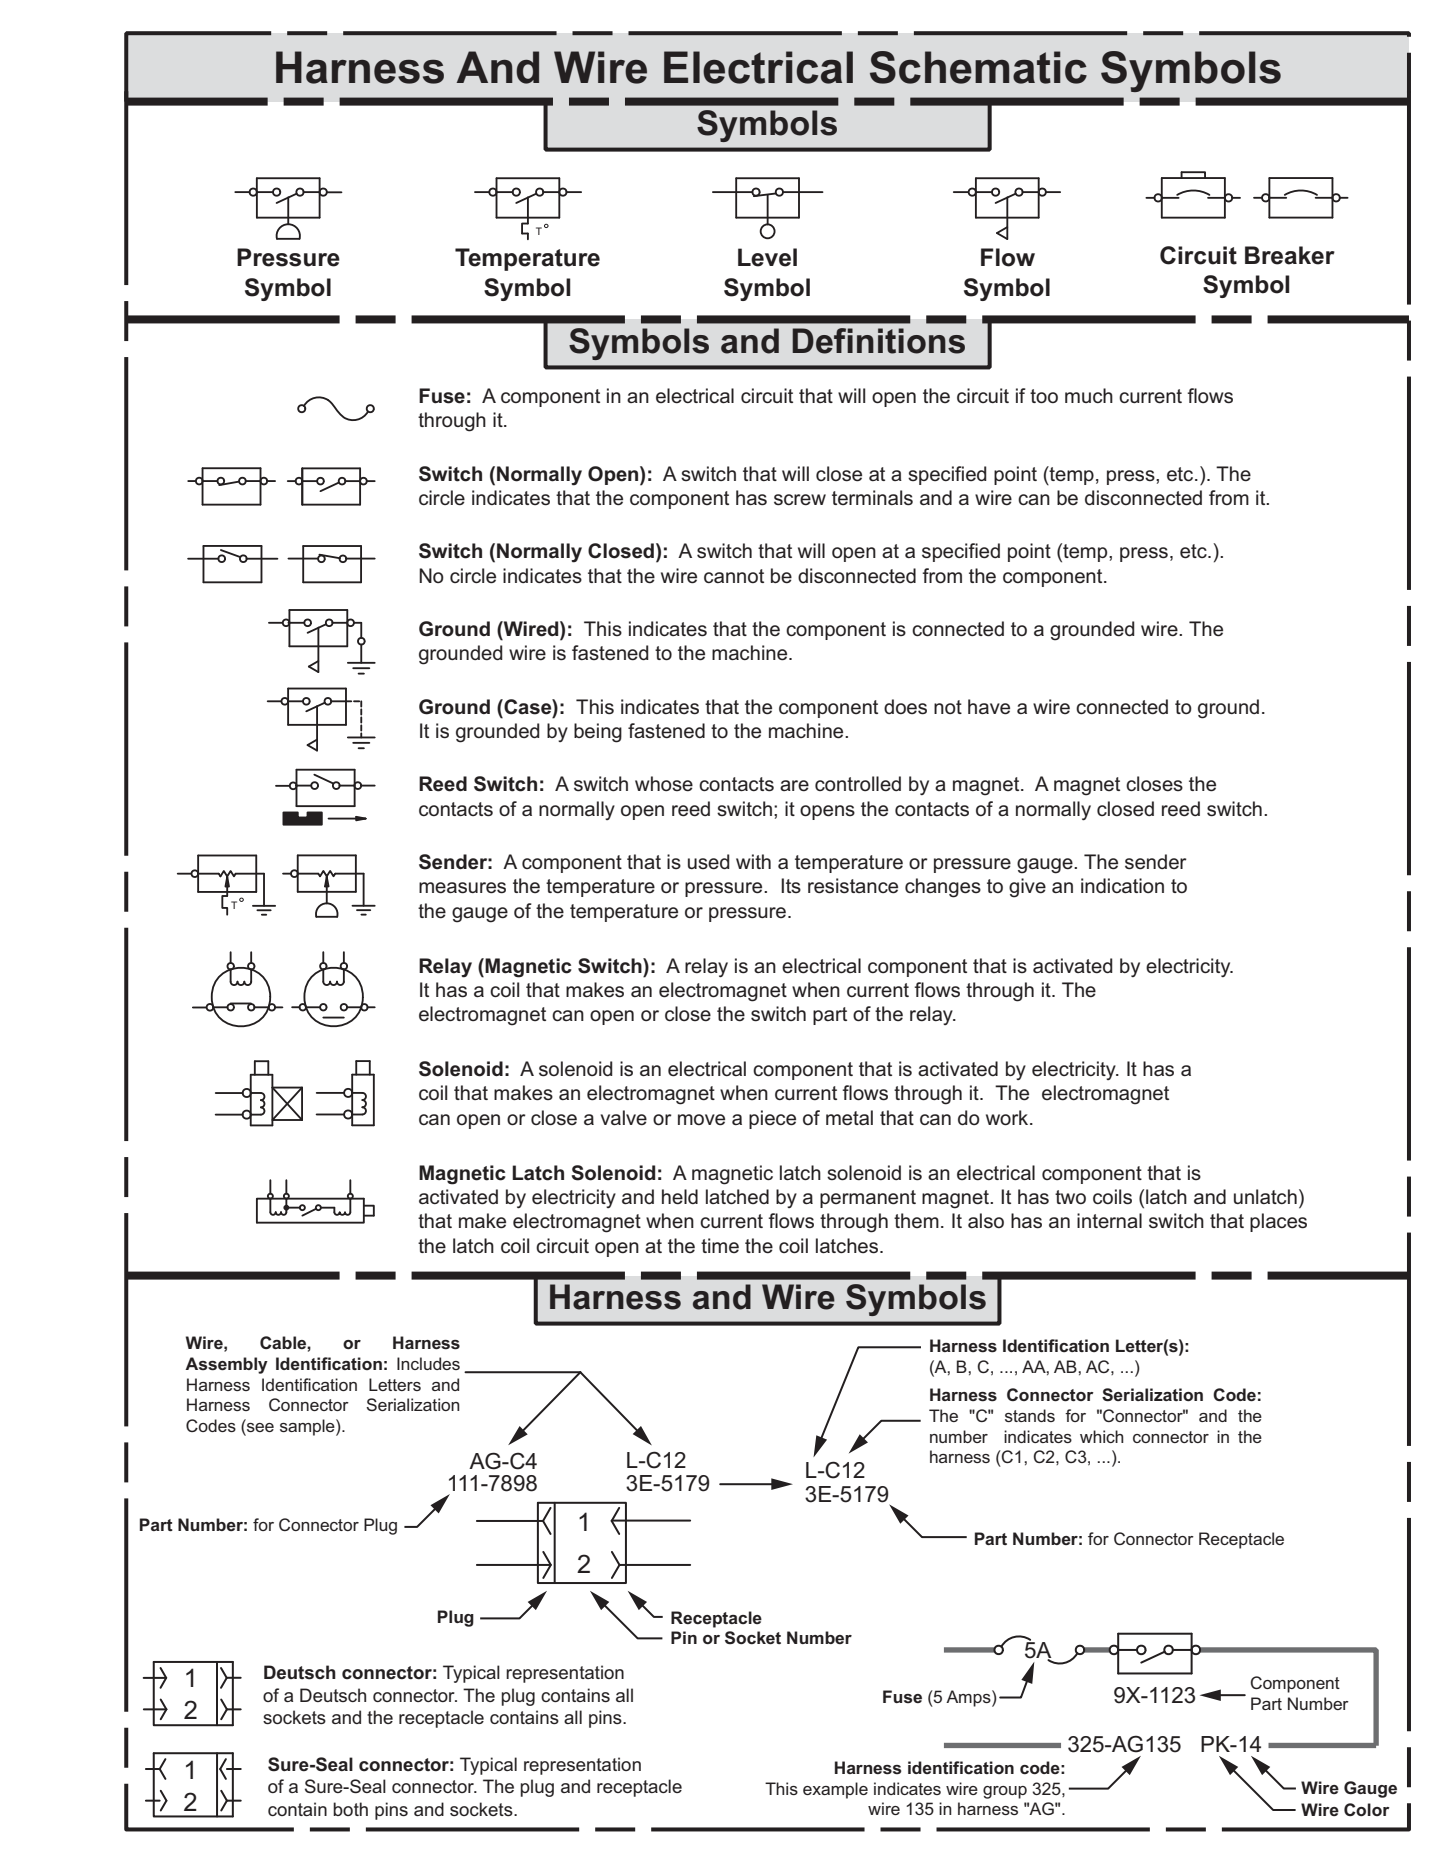 Harness And Wire Electrical Schematic Symbols
Symbols
Pressure
Symbol
T°
Temperature
Symbol
Level
Symbol
Flow
Symbol
Circuit Breaker
Symbol
Symbols and Definitions
Fuse: A component in an electrical circuit that will open the circuit if too much current flows
through it.
Switch (Normally Open): A switch that will close at a specified point (temp, press, etc.). The
circle indicates that the component has screw terminals and a wire can be disconnected from it.
Switch (Normally Closed): A switch that will open at a specified point (temp, press, etc.).
No circle indicates that the wire cannot be disconnected from the component.
Ground (Wired): This indicates that the component is connected to a grounded wire. The
grounded wire is fastened to the machine.
Ground (Case): This indicates that the component does not have a wire connected to ground.
It is grounded by being fastened to the machine.
Reed Switch: A switch whose contacts are controlled by a magnet. A magnet closes the
contacts of a normally open reed switch; it opens the contacts of a normally closed reed switch.
T°
Sender: A component that is used with a temperature or pressure gauge. The sender
measures the temperature or pressure. Its resistance changes to give an indication to
the gauge of the temperature or pressure.
Relay (Magnetic Switch): A relay is an electrical component that is activated by electricity.
It has a coil that makes an electromagnet when current flows through it. The
electromagnet can open or close the switch part of the relay.
Solenoid: A solenoid is an electrical component that is activated by electricity. It has a
coil that makes an electromagnet when current flows through it. The electromagnet
can open or close a valve or move a piece of metal that can do work.
Magnetic Latch Solenoid: A magnetic latch solenoid is an electrical component that is
activated by electricity and held latched by a permanent magnet. It has two coils (latch and unlatch)
that make electromagnet when current flows through them. It also has an internal switch that places
the latch coil circuit open at the time the coil latches.
Harness and Wire Symbols
Wire, Cable, or Harness
Assembly Identification: Includes
Harness Identification Letters and
Harness Connector Serialization
Codes (see sample).
Harness Identification Letter(s):
(A, B, C, ..., AA, AB, AC, ...)
Harness Connector Serialization Code:
The "C" stands for "Connector" and the
number indicates which connector in the
harness (C1, C2, C3, ...).
AG-C4
111-7898
L-C12
3E-5179
L-C12
3E-5179
Part Number: for Connector Plug
1
2
Part Number: for Connector Receptacle
Plug
Receptacle
Pin or Socket Number
1
2
Deutsch connector: Typical representation
of a Deutsch connector. The plug contains all
sockets and the receptacle contains all pins.
1
2
Sure-Seal connector: Typical representation
of a Sure-Seal connector. The plug and receptacle
contain both pins and sockets.
5A
Fuse (5 Amps)
9X-1123
Component
Part Number
325-AG135 PK-14
Harness identification code:
This example indicates wire group 325,
wire 135 in harness "AG".
Wire Gauge
Wire Color